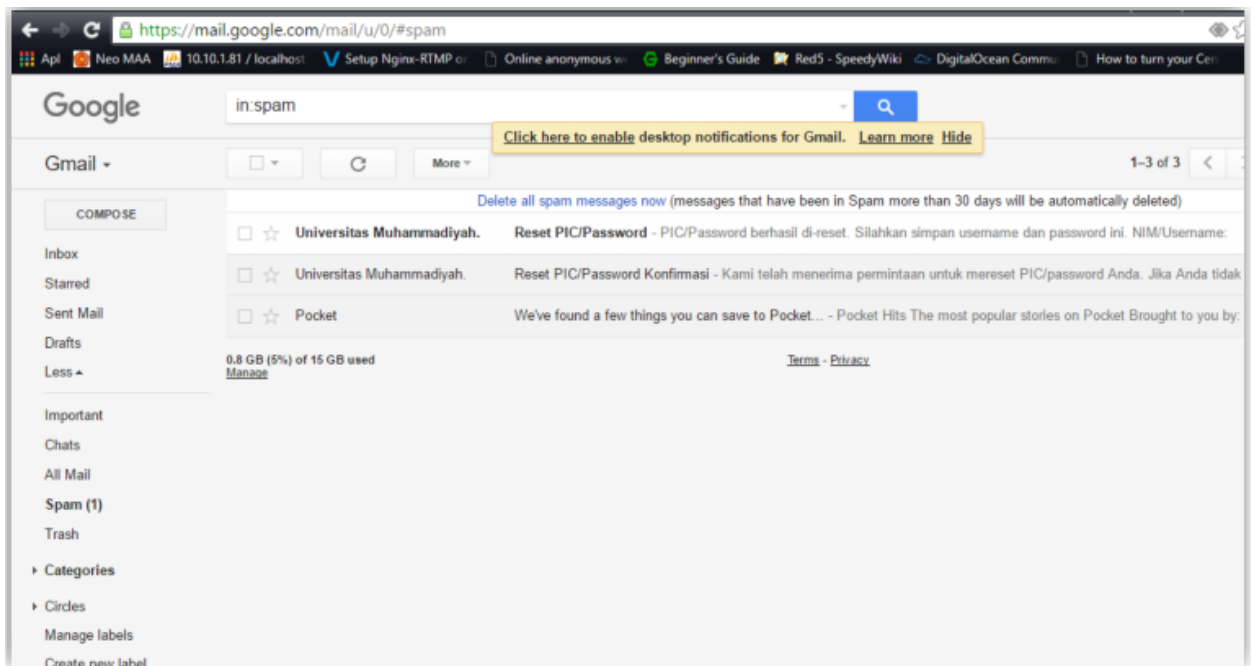 https://mail.google.com/mail/u/0/#spam
Apl Neo MAA 10.10.1.81 / localhost Setup Nginx-RTMP or Online anonymous Beginner's Guide Red5 - SpeedyWiki DigitalOcean Commu How to turn your Cen
Google in:spam
Click here to enable desktop notifications for Gmail. Learn more Hide
Gmail More 1–3 of 3
Delete all spam messages now (messages that have been in Spam more than 30 days will be automatically deleted)
COMPOSE
Universitas Muhammadiyah. Reset PIC/Password - PIC/Password berhasil di-reset. Silahkan simpan username dan password ini. NIM/Username:
Inbox
Universitas Muhammadiyah. Reset PIC/Password Konfirmasi - Kami telah menerima permintaan untuk mereset PIC/password Anda. Jika Anda tidak
Starred
Sent Mail
Pocket We've found a few things you can save to Pocket... - Pocket Hits The most popular stories on Pocket Brought to you by:
Drafts
0.8 GB (5%) of 15 GB used Terms - Privacy
Less
Manage
Important
Chats
All Mail
Spam (1)
Trash
Categories
Circles
Manage labels
Create new label